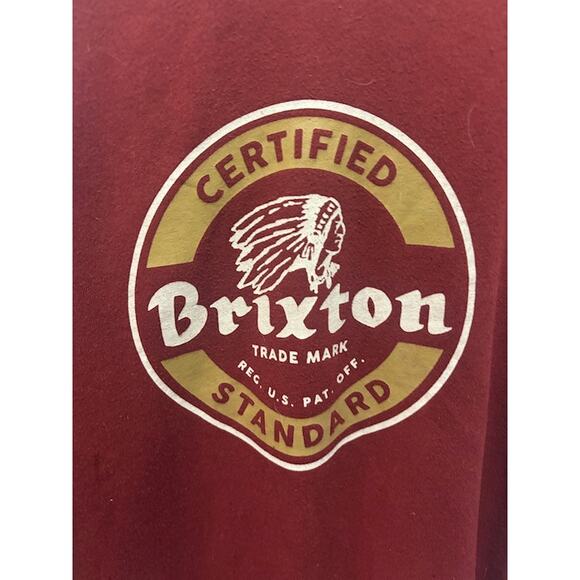 CERTIFIED
Brixton
TRADE MARK
REG. U.S. PAT. OFF.
STANDARD